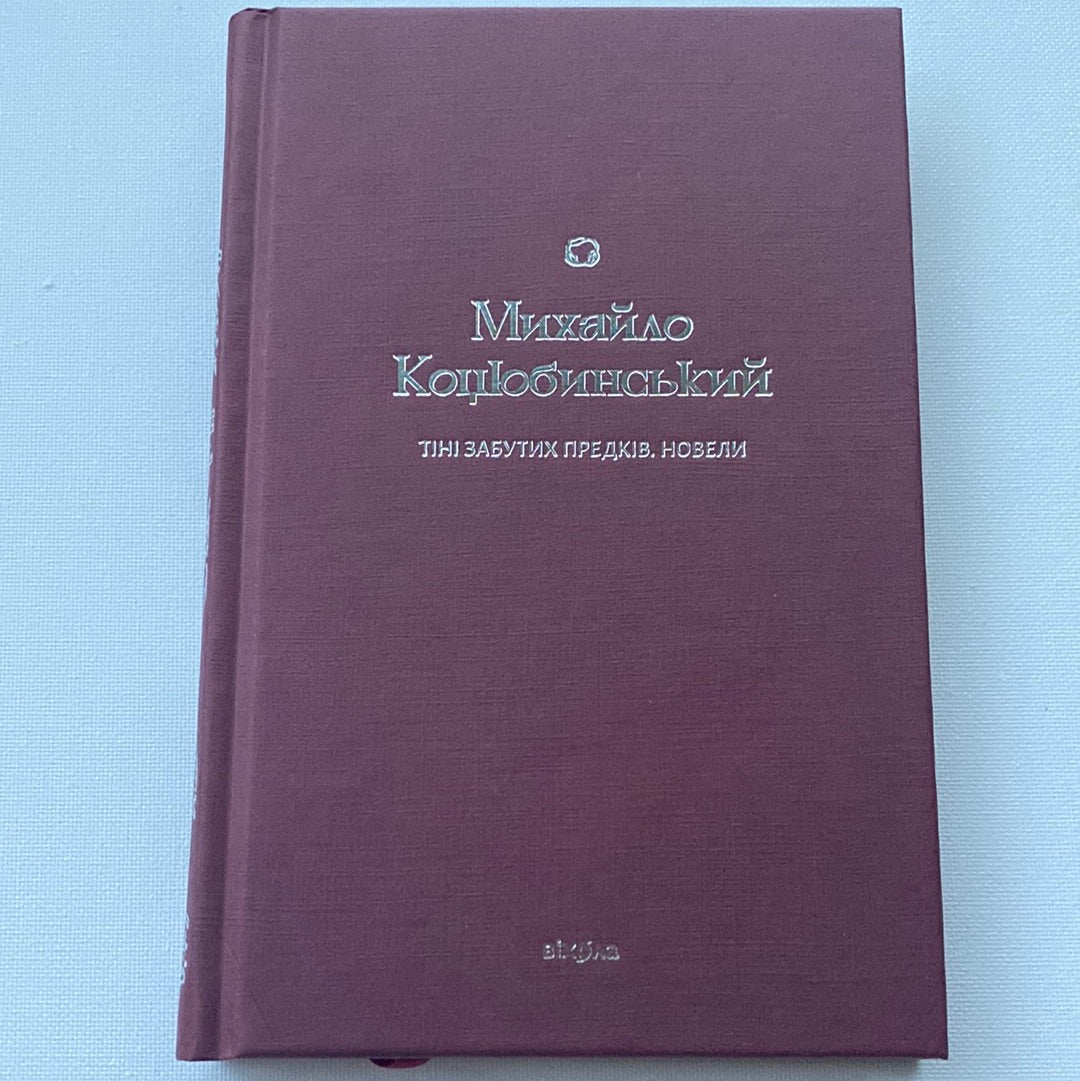 Михайло
Коцюбинський
ТІНІ ЗАБУТИХ ПРЕДКІВ. НОВЕЛИ
віхола